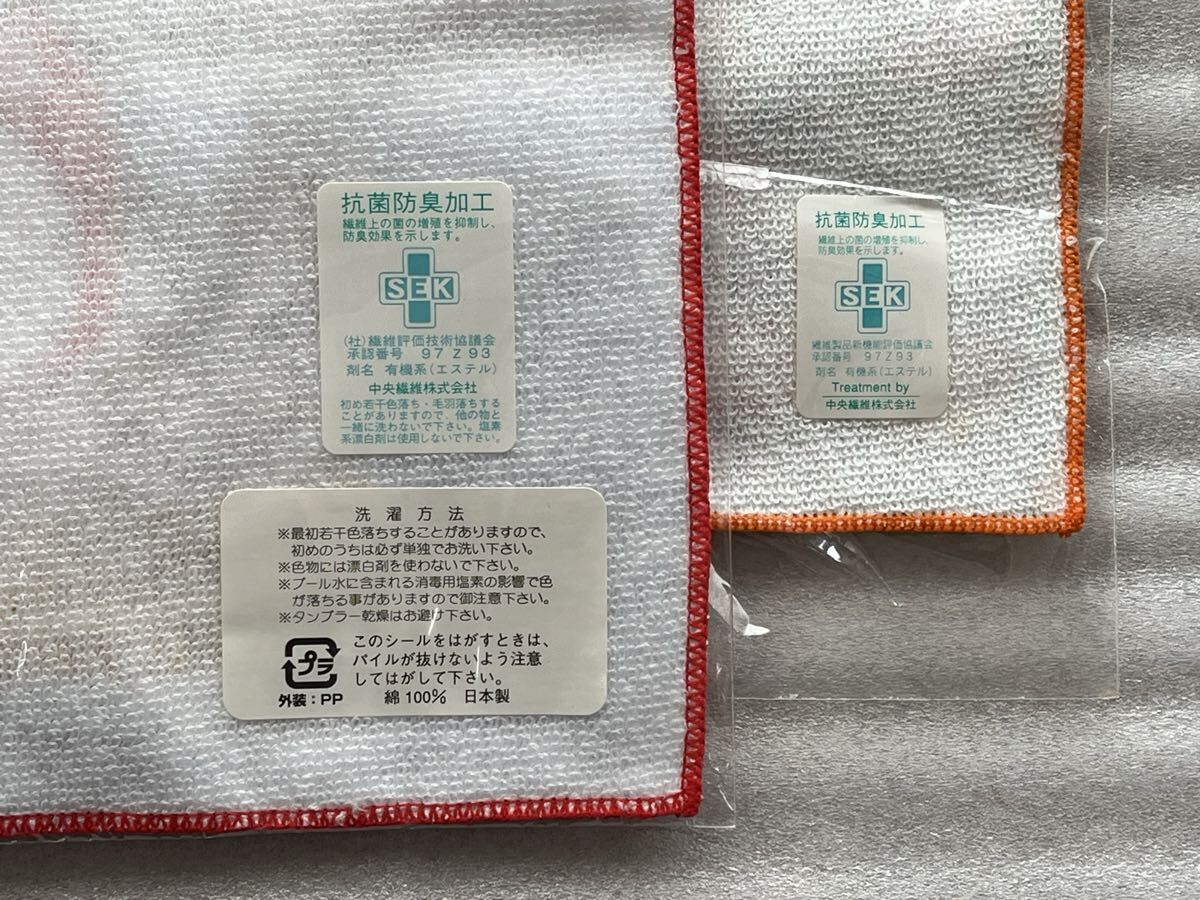 抗菌防臭加工
繊維上の菌の増殖を抑制し、
防臭効果を示します。
SEK
(社)繊維評価技術協議会
承認番号 97Z93
剤名 有機系(エステル)
中央繊維株式会社
初め若干色落ち・毛羽落ちする
ことがありますので、他の物と
一緒に洗わないで下さい。塩素
系漂白剤は使用しないで下さい。
洗濯方法
※最初若干色落ちすることがありますので、
初めのうちは必ず単独でお洗い下さい。
※色物には漂白剤を使わないで下さい。
※プール水に含まれる消毒用塩素の影響で色
が落ちる事がありますので御注意下さい。
※タンブラー乾燥はお避け下さい。
プラ
外装:PP
このシールをはがすときは、
パイルが抜けないよう注意
してはがして下さい。
綿100% 日本製
抗菌防臭加工
繊維上の菌の増殖を抑制し、
防臭効果を示します。
SEK
繊維製品新機能評価協議会
承認番号 97Z93
剤名 有機系(エステル)
Treatment by
中央繊維株式会社